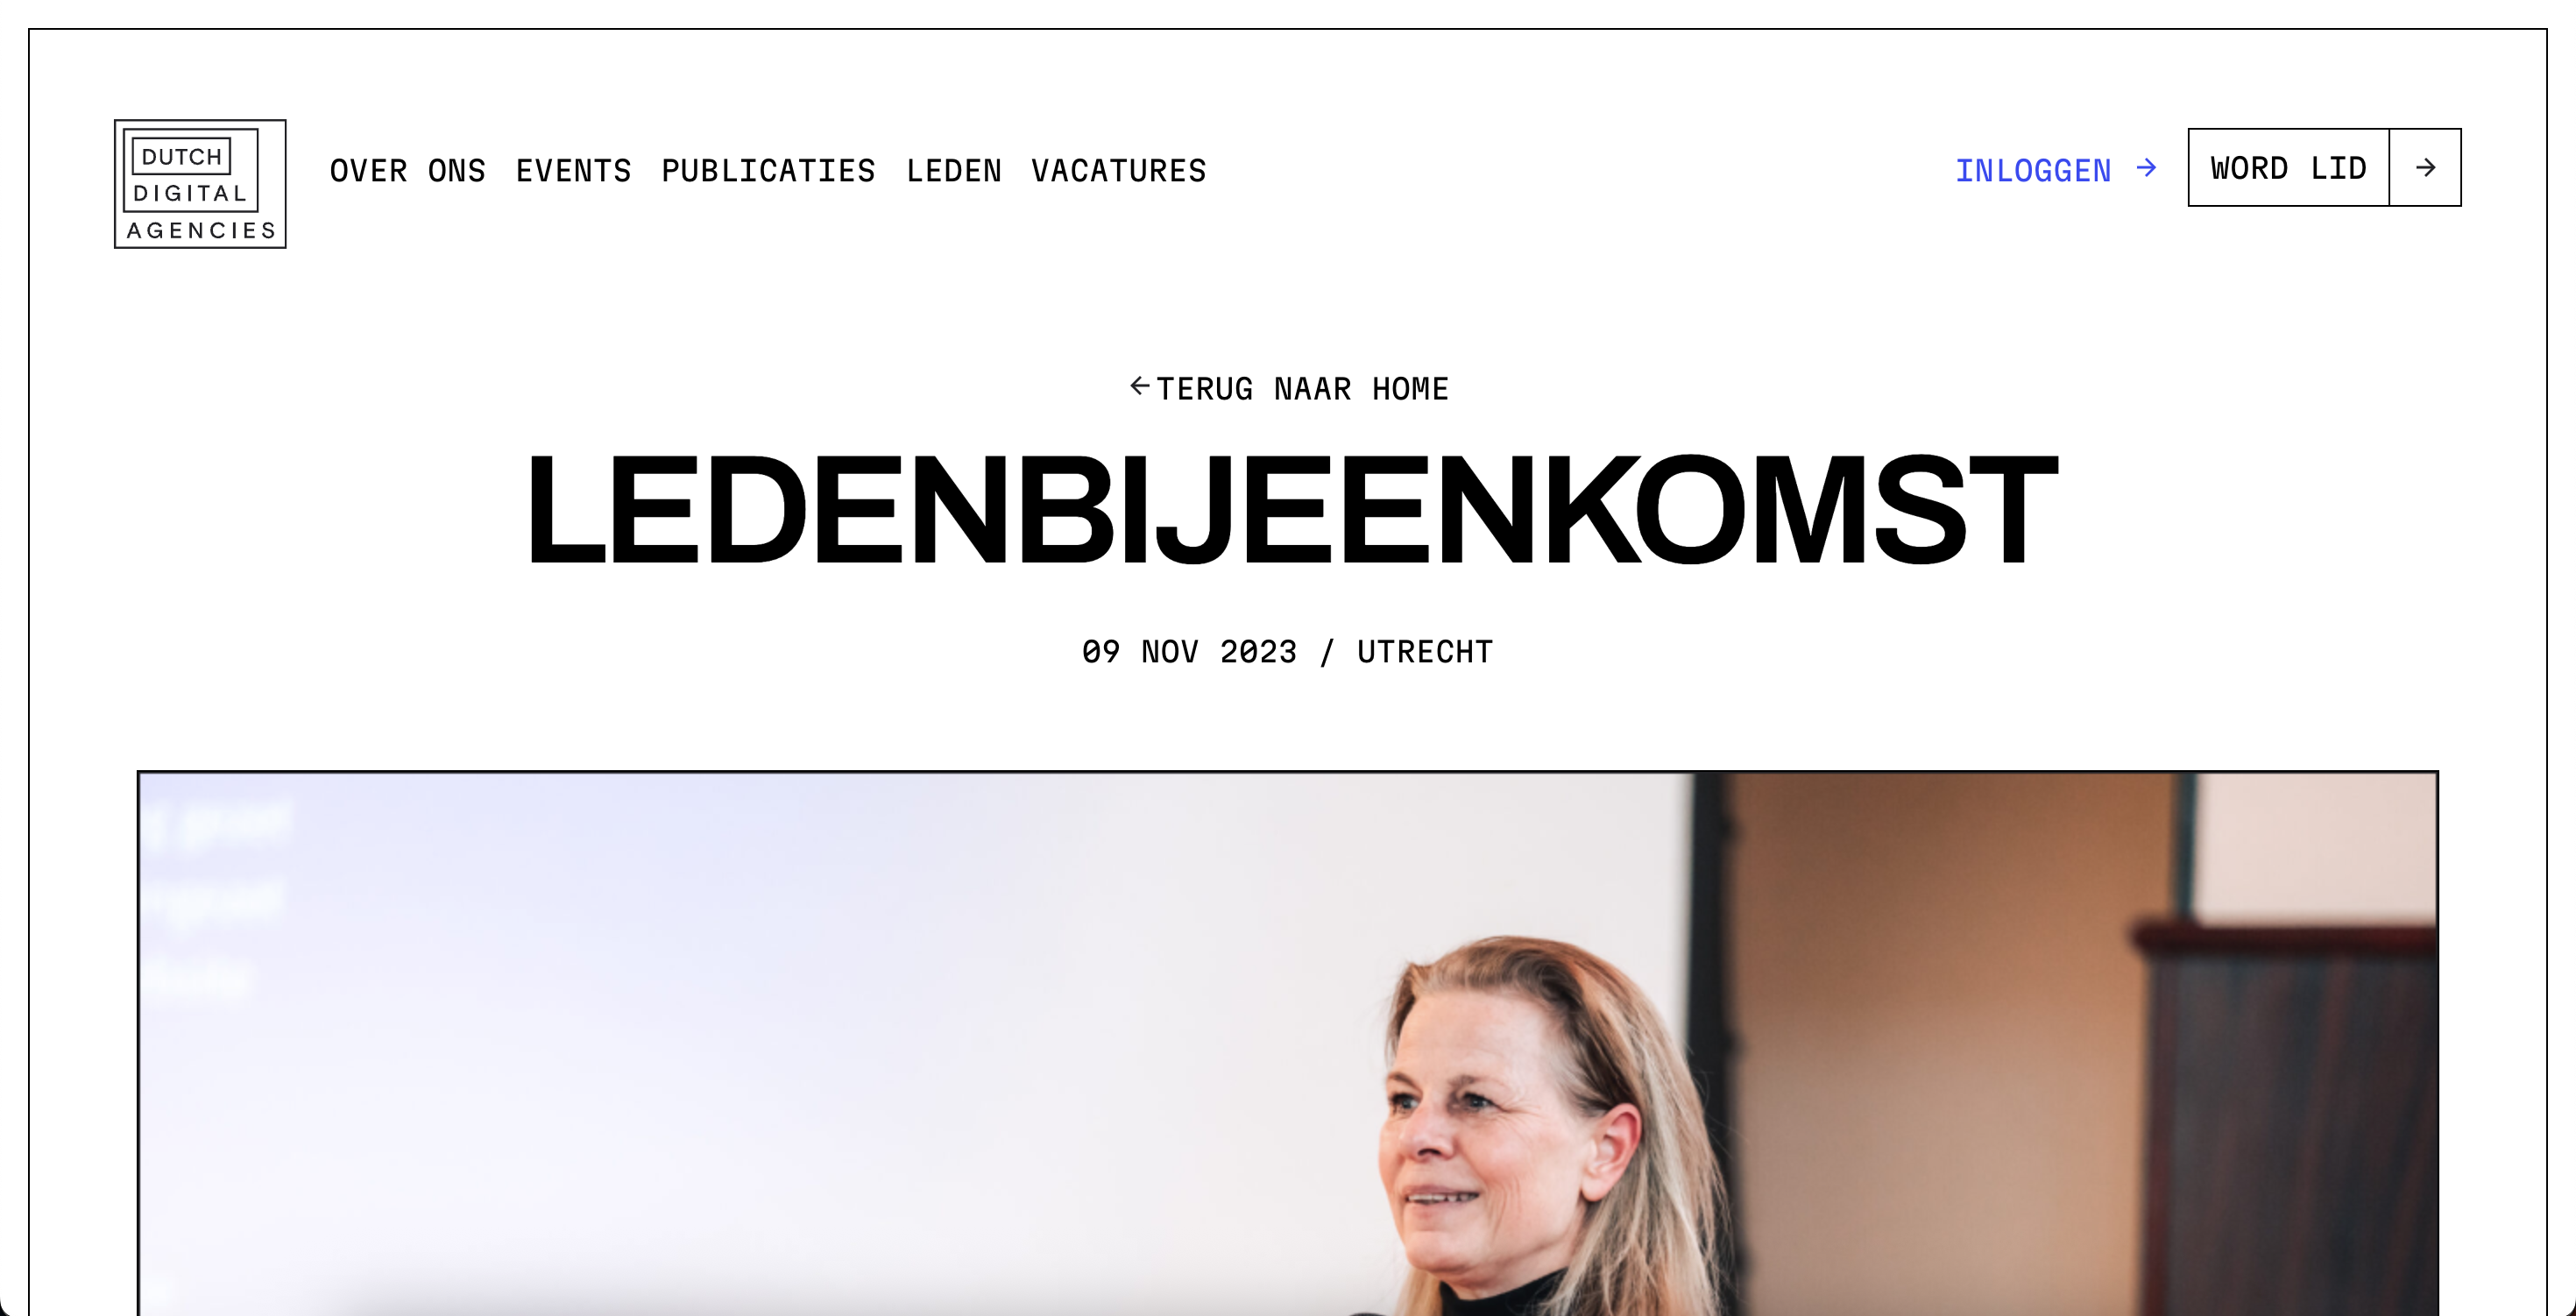 DUTCH
DIGITAL
AGENCIES
OVER ONS EVENTS PUBLICATIES LEDEN VACATURES
INLOGGEN → WORD LID →
←TERUG NAAR HOME
LEDENBIJEENKOMST
09 NOV 2023 / UTRECHT